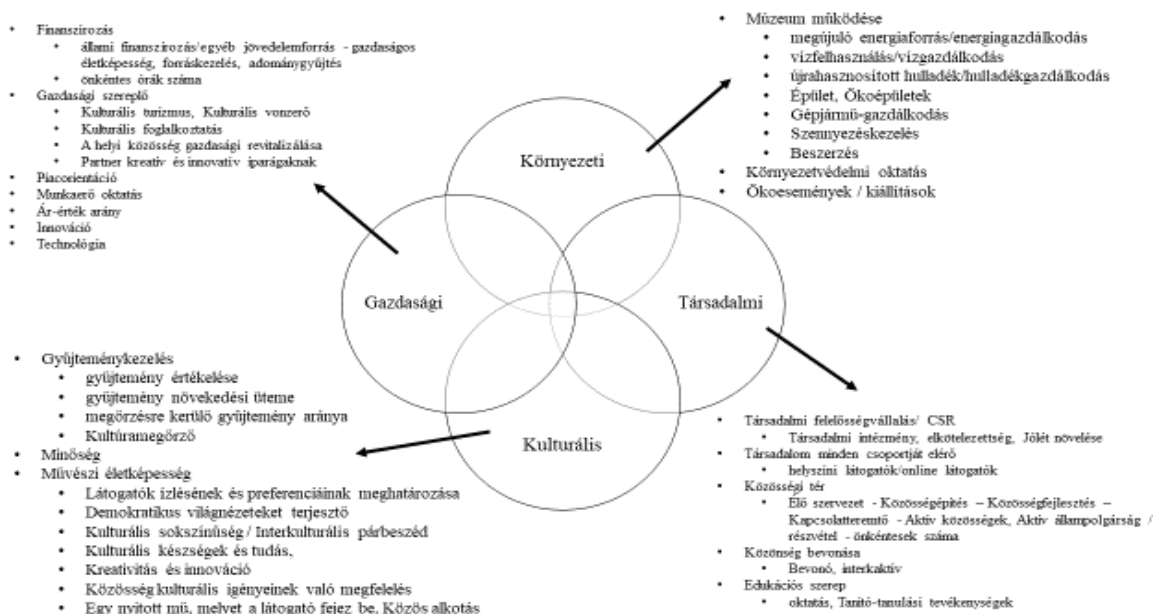 • Finanszírozás
• állami finanszírozás/egyéb jövedelemforrás - gazdaságos
életképesség, forráskezelés, adománygyűjtés
• önkéntes órák száma
• Gazdasági szereplő
• Kulturális turizmus, Kulturális vonzerő
• Kulturális foglalkoztatás
• A helyi közösség gazdasági revitalizálása
• Partner kreatív és innovatív iparágaknak
• Piacorientáció
• Munkaerő oktatás
• Ár-érték arány
• Innováció
• Technológia
• Múzeum működése
• megújuló energiaforrás/energiagazdálkodás
• vízfelhasználás/vízgazdálkodás
• újrahasznosított hulladék/hulladékgazdálkodás
• Épület, Ökoépületek
• Gépjármű-gazdálkodás
• Szennyezéskezelés
• Beszerzés
• Környezetvédelmi oktatás
• Ökoesemények / kiállítások
Környezeti
Gazdasági
Társadalmi
Kulturális
• Gyűjteménykezelés
• gyűjtemény értékelése
• gyűjtemény növekedési üteme
• megőrzésre kerülő gyűjtemény aránya
• Kultúramegőrző
• Minőség
• Művészi életképesség
• Látogatók ízlésének és preferenciáinak meghatározása
• Demokratikus világnézeteket terjesztő
• Kulturális sokszínűség / Interkulturális párbeszéd
• Kulturális készségek és tudás,
• Kreativitás és innováció
• Közösség kulturális igényeinek való megfelelés
• Egy nyitott mű, melyet a látogató fejez be, Közös alkotás
• Társadalmi felelősségvállalás/ CSR
• Társadalmi intézmény, elkötelezettség, Jólét növelése
• Társadalom minden csoportját elérő
• helyszíni látogatók/online látogatók
• Közösségi tér
• Élő szervezet - Közösségépítés – Közösségfejlesztés –
Kapcsolatteremtő - Aktív közösségek, Aktív állampolgárság /
részvétel - önkéntesek száma
• Közönség bevonása
• Bevonó, interkaktív
• Edukációs szerep
• oktatás, Tanító-tanulási tevékenységek